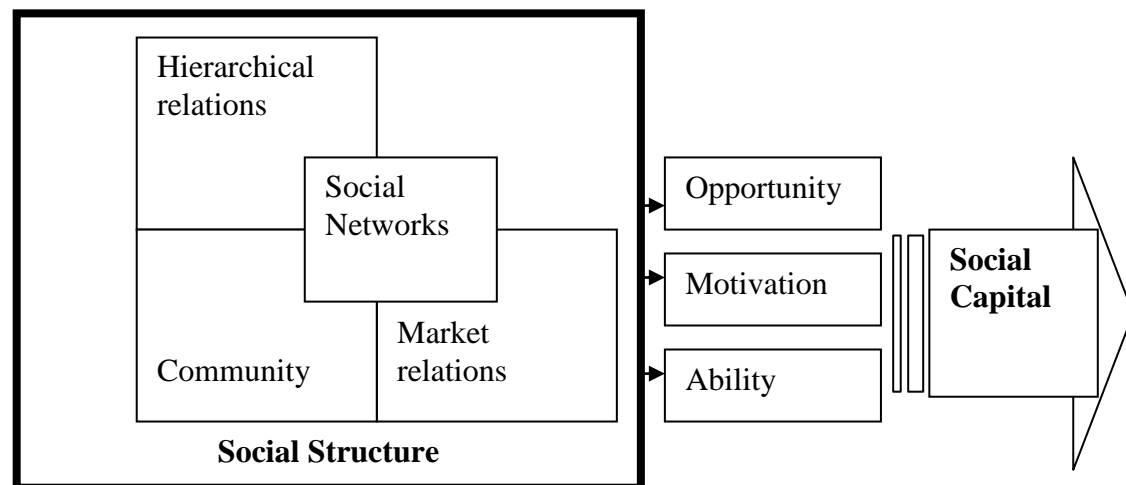 Hierarchical
relations
Social
Networks
Community
Market
relations
Social Structure
Opportunity
Motivation
Ability
Social
Capital